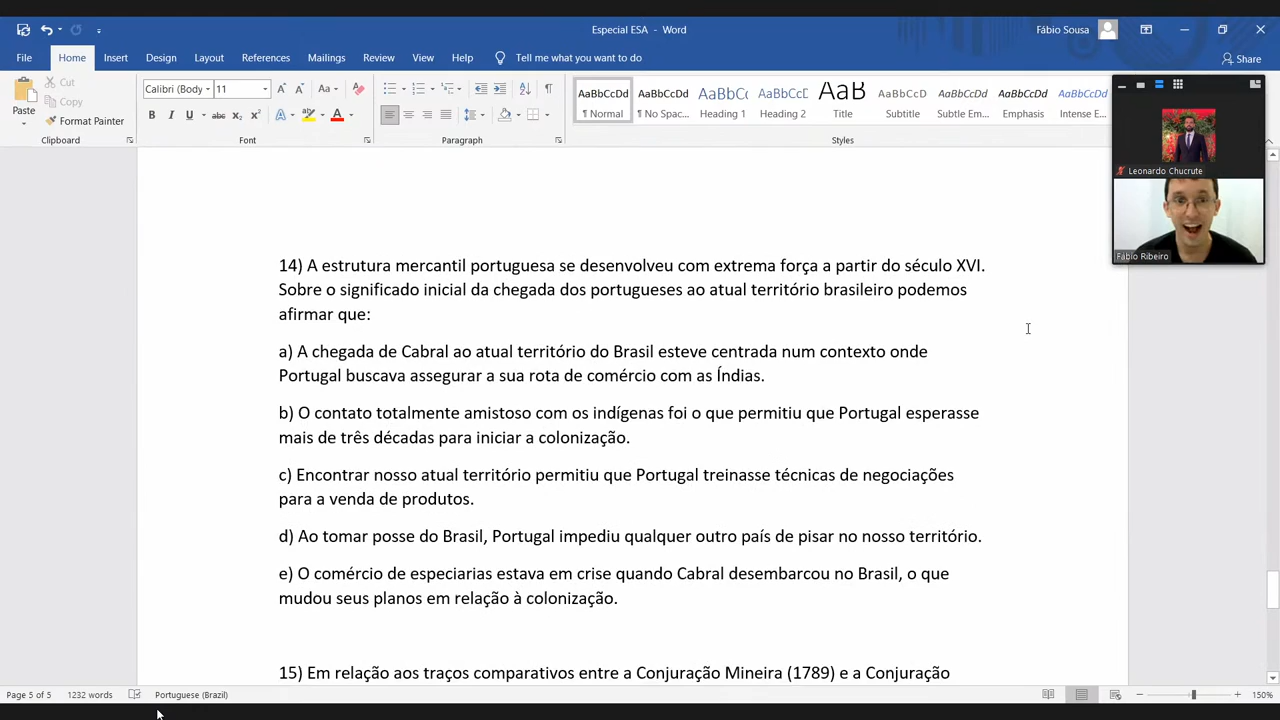 Especial ESA - Word
Fábio Sousa
File Home Insert Design Layout References Mailings Review View Help Tell me what you want to do Share
Paste
Cut
Copy
Format Painter
Calibri (Body 11
Aa
B I U abc x2 x2 A ab A
AaBbCcDd AaBbCcDd AaBbC AaBbCcE AaB AaBbCcD AaBbCcDd AaBbCcDd AaBbCcDd
¶ Normal ¶ No Spac... Heading 1 Heading 2 Title Subtitle Subtle Em... Emphasis Intense E...
Clipboard Font Paragraph Styles
Leonardo Chucrute
Fábio Ribeiro
14) A estrutura mercantil portuguesa se desenvolveu com extrema força a partir do século XVI.
Sobre o significado inicial da chegada dos portugueses ao atual território brasileiro podemos
afirmar que:
a) A chegada de Cabral ao atual território do Brasil esteve centrada num contexto onde
Portugal buscava assegurar a sua rota de comércio com as Índias.
b) O contato totalmente amistoso com os indígenas foi o que permitiu que Portugal esperasse
mais de três décadas para iniciar a colonização.
c) Encontrar nosso atual território permitiu que Portugal treinasse técnicas de negociações
para a venda de produtos.
d) Ao tomar posse do Brasil, Portugal impediu qualquer outro país de pisar no nosso território.
e) O comércio de especiarias estava em crise quando Cabral desembarcou no Brasil, o que
mudou seus planos em relação à colonização.
15) Em relação aos traços comparativos entre a Conjuração Mineira (1789) e a Conjuração
Page 5 of 5 1232 words Portuguese (Brazil) 150%